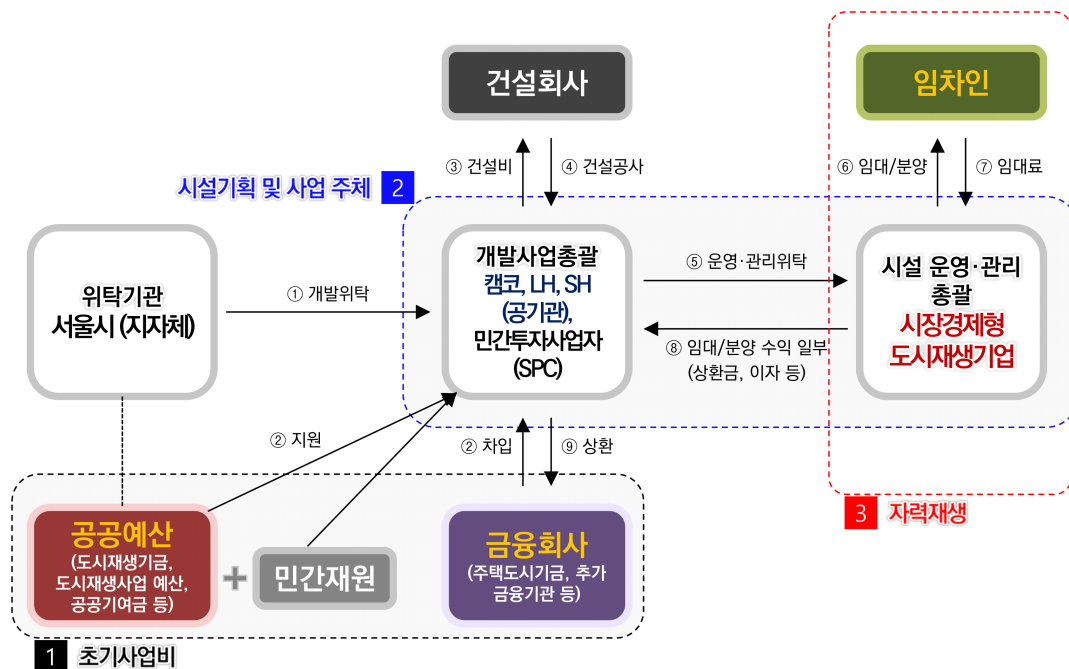 건설회사
임차인
③ 건설비
④ 건설공사
⑥ 임대/분양
⑦ 임대료
시설기획 및 사업 주체 2
위탁기관
서울시 (지자체)
① 개발위탁
개발사업총괄
캠코, LH, SH
(공기관),
민간투자사업자
(SPC)
⑤ 운영·관리위탁
⑧ 임대/분양 수익 일부
(상환금, 이자 등)
시설 운영·관리
총괄
시장경제형
도시재생기업
② 지원
② 차입
⑨ 상환
공공예산
(도시재생기금,
도시재생사업 예산,
공공기여금 등)
+
민간재원
금융회사
(주택도시기금, 추가
금융기관 등)
3 자력재생
1 초기사업비